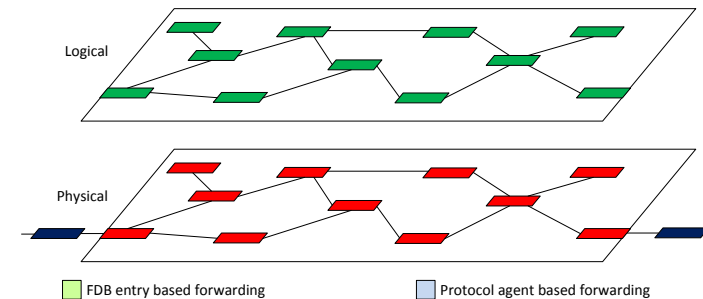 Logical
Physical
FDB entry based forwarding
Protocol agent based forwarding